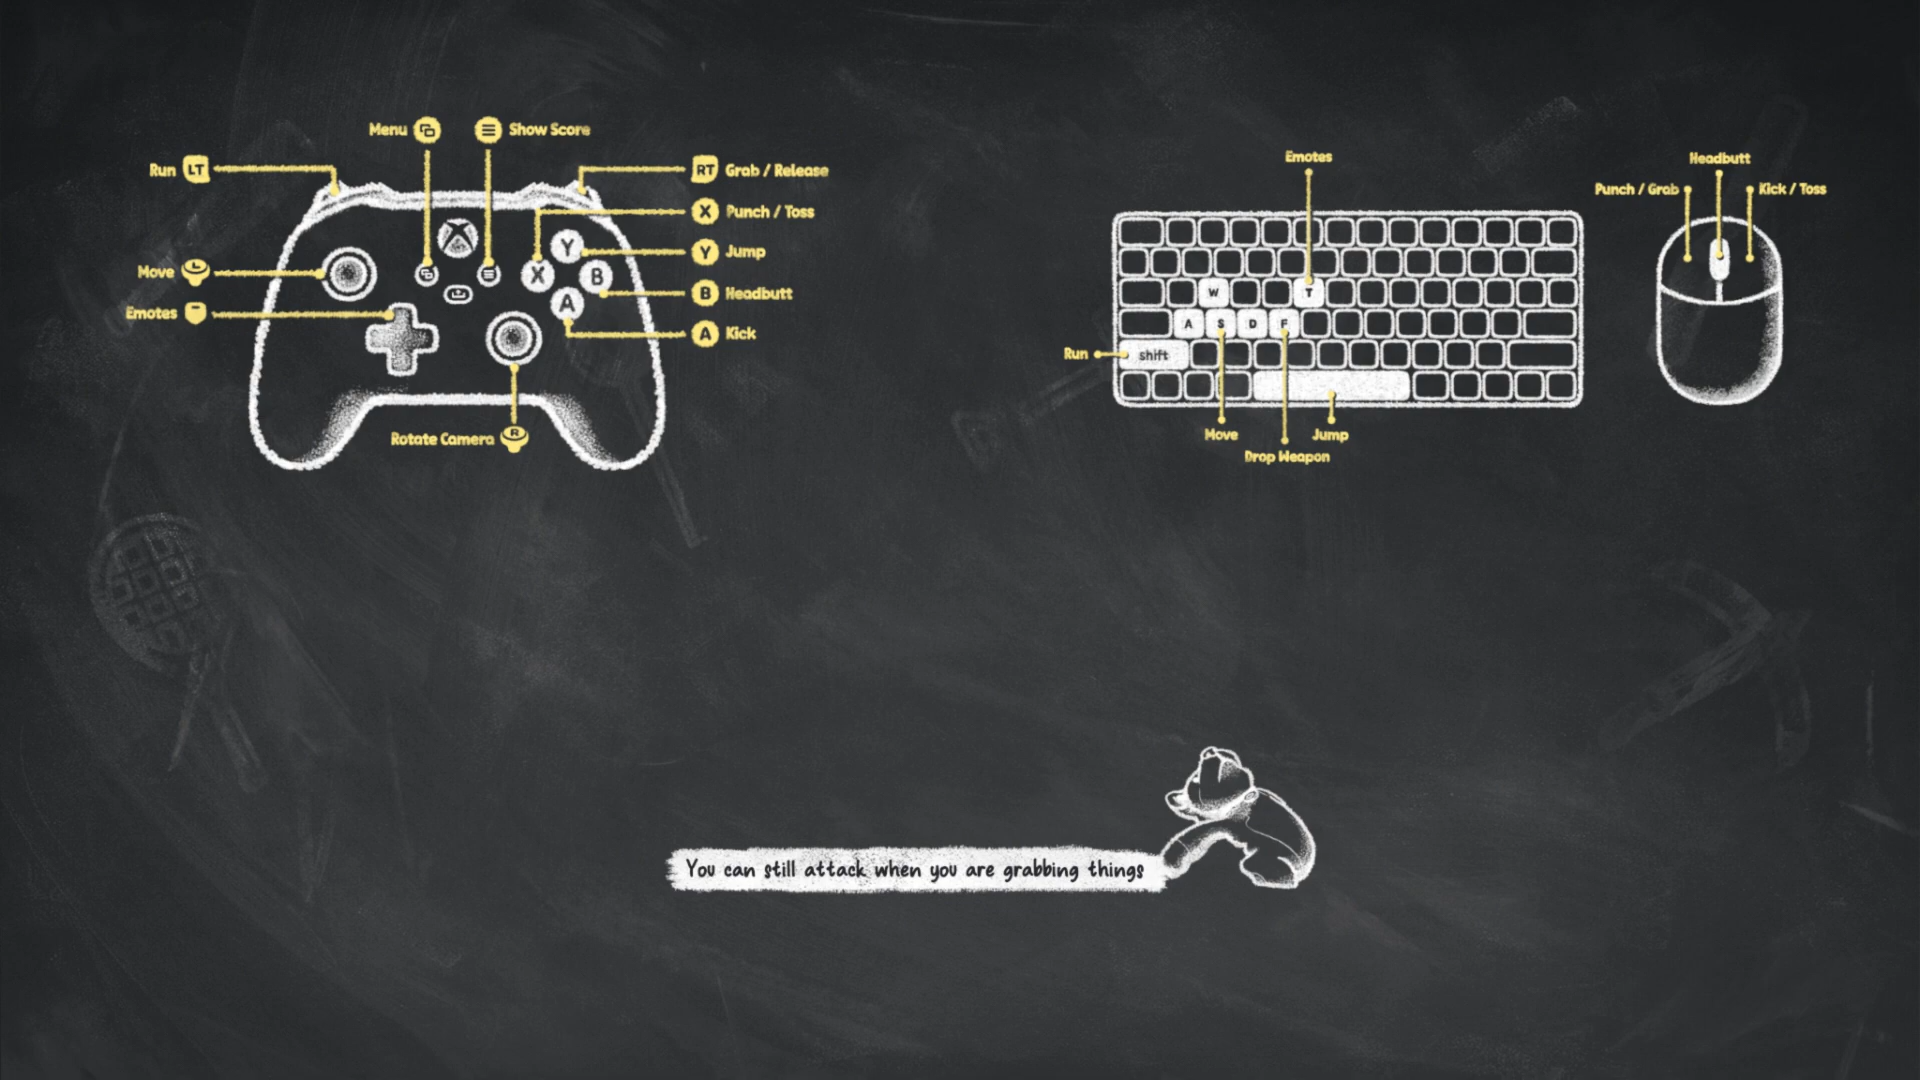 Menu
Show Score
Run LT
RT Grab / Release
X Punch / Toss
Y Jump
B Headbutt
A Kick
Move L
Emotes
Y
X
B
A
Rotate Camera R
Emotes
W
T
A
S
D
F
Run
shift
Move
Jump
Drop Weapon
Headbutt
Punch / Grab
Kick / Toss
You can still attack when you are grabbing things